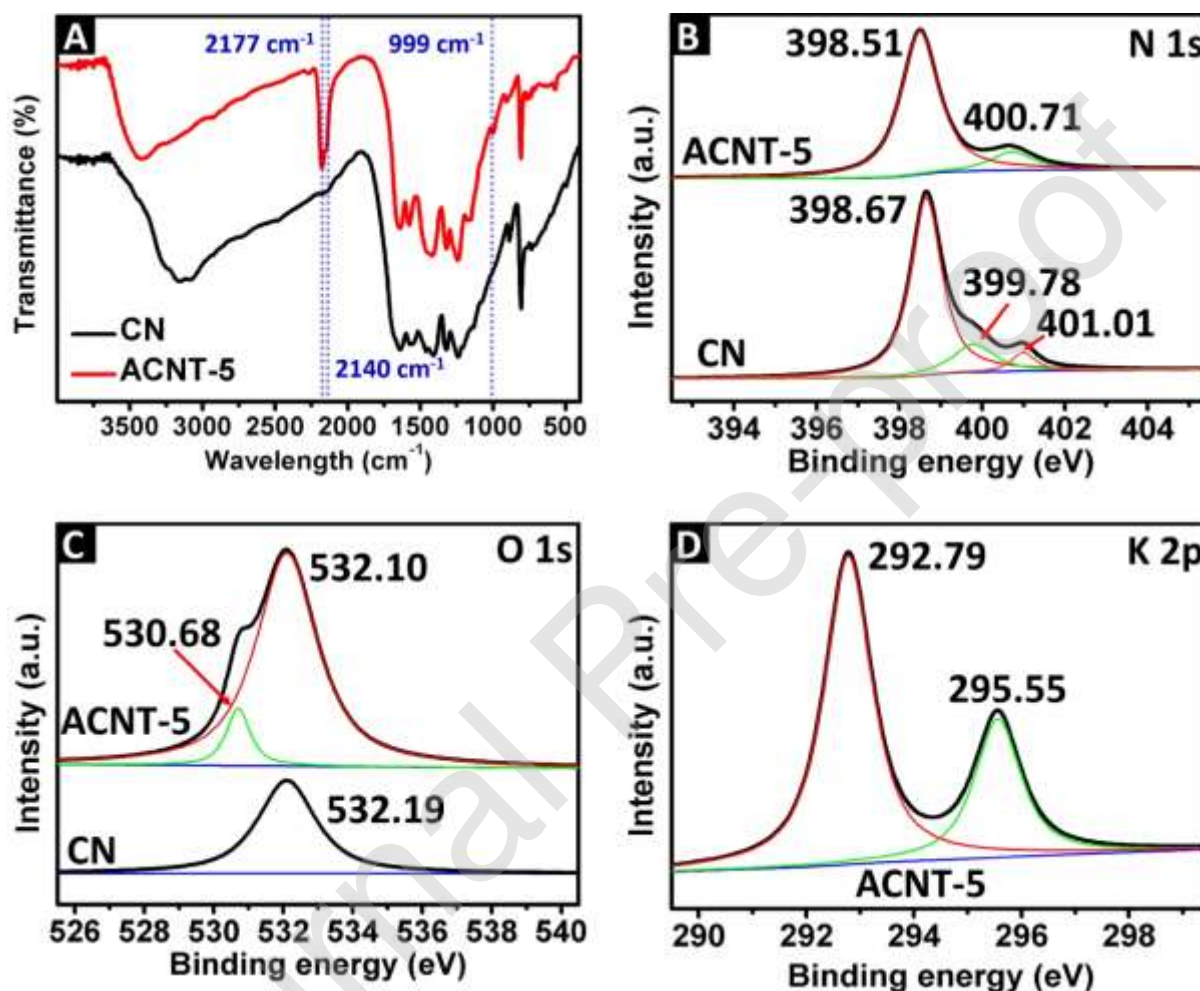 A
2177 cm-1
999 cm-1
Transmittance (%)
CN
ACNT-5
2140 cm-1
3500 3000 2500 2000 1500 1000 500
Wavelength (cm-1)
B
N 1s
398.51
400.71
ACNT-5
398.67
399.78
401.01
CN
Intensity (a.u.)
394 396 398 400 402 404
Binding energy (eV)
C
O 1s
532.10
530.68
ACNT-5
532.19
CN
Intensity (a.u.)
526 528 530 532 534 536 538 540
Binding energy (eV)
D
K 2p
292.79
295.55
ACNT-5
Intensity (a.u.)
290 292 294 296 298
Binding energy (eV)
rnal Pre-proof